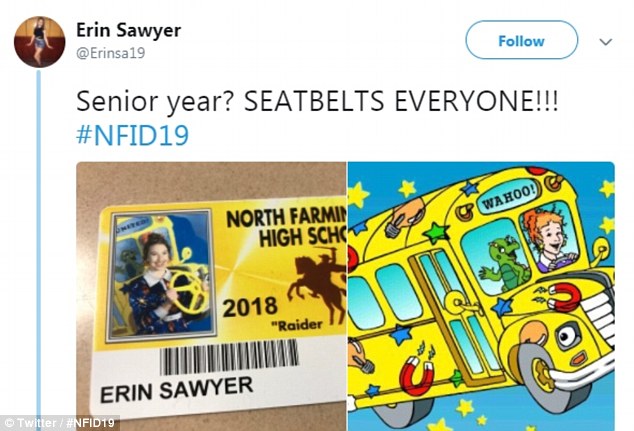 Erin Sawyer
@Erinsa19
Follow
Senior year? SEATBELTS EVERYONE!!!
#NFID19
WAHOO!
NORTH FARMIN
HIGH SCHO
2018
"Raider
ERIN SAWYER
© Twitter / #NFID19